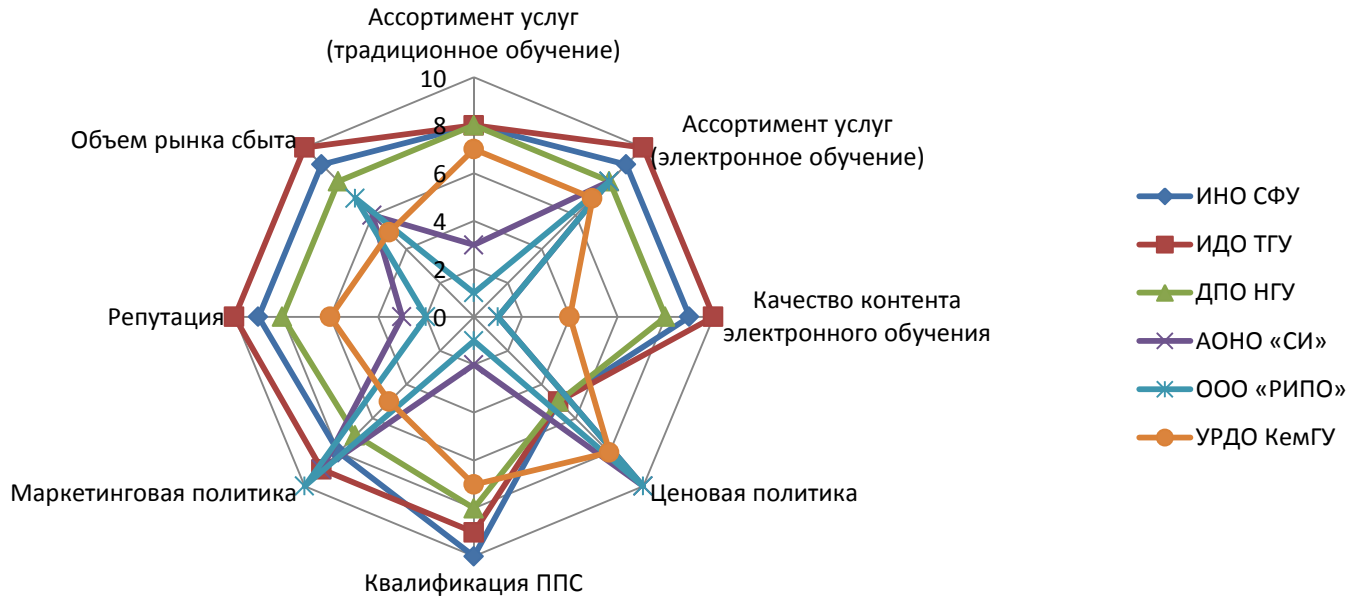 Ассортимент услуг
(традиционное обучение)
10
8
6
4
2
0
Ассортимент услуг
(электронное обучение)
Качество контента
электронного обучения
Ценовая политика
Квалификация ППС
Маркетинговая политика
Репутация
Объем рынка сбыта
ИНО СФУ
ИДО ТГУ
ДПО НГУ
АОНО «СИ»
ООО «РИПО»
УРДО КемГУ